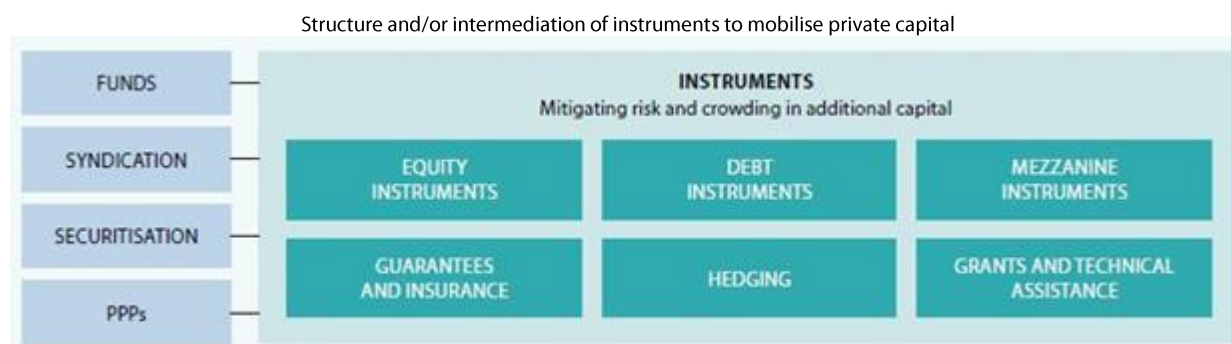 Structure and/or intermediation of instruments to mobilise private capital
FUNDS
SYNDICATION
SECURITISATION
PPPs
INSTRUMENTS
Mitigating risk and crowding in additional capital
EQUITY
INSTRUMENTS
DEBT
INSTRUMENTS
MEZZANINE
INSTRUMENTS
GUARANTEES
AND INSURANCE
HEDGING
GRANTS AND TECHNICAL
ASSISTANCE